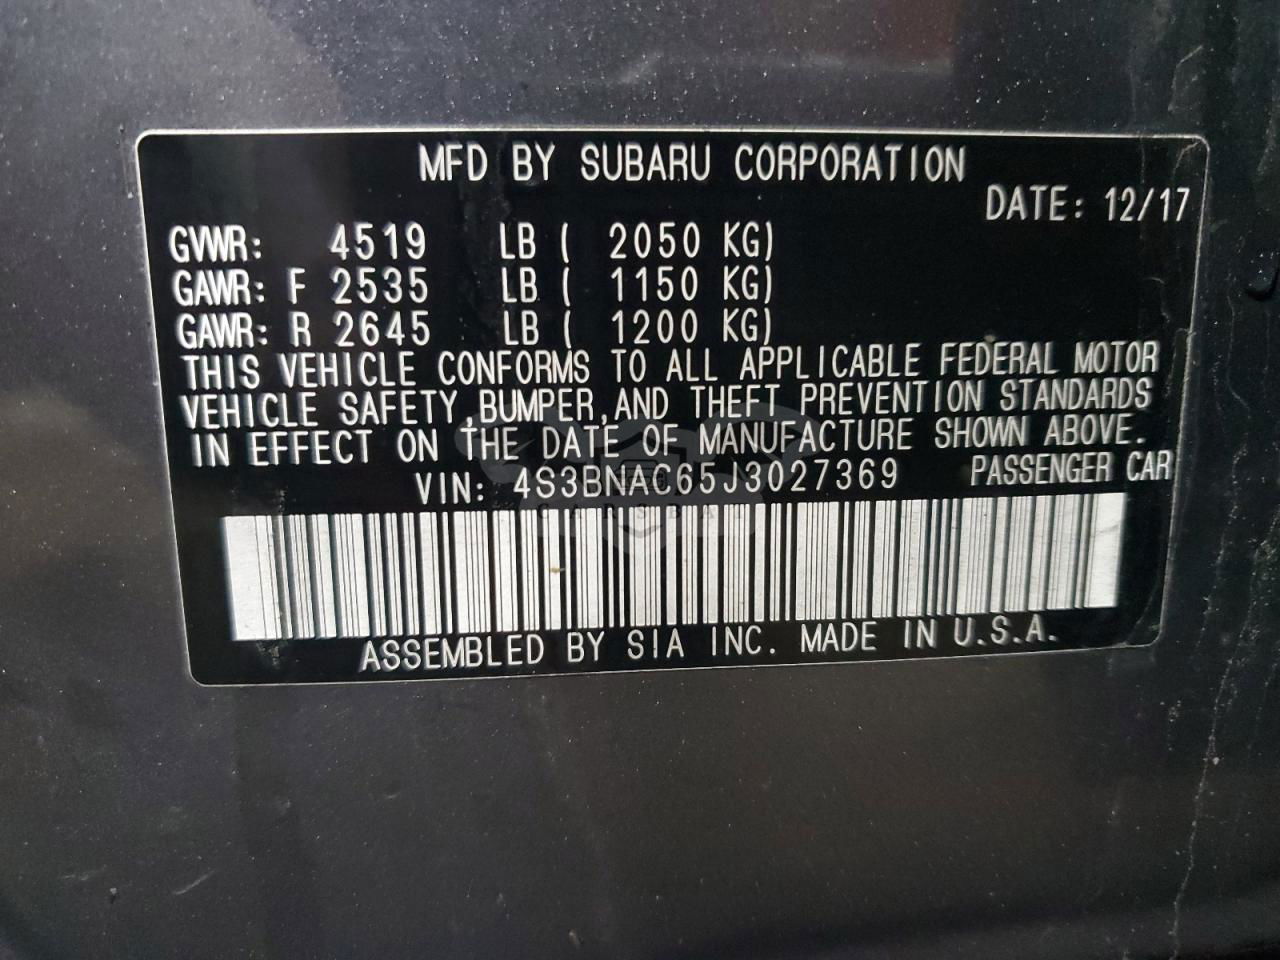 MFD BY SUBARU CORPORATION
DATE: 12/17
GVWR: 4519 LB ( 2050 KG)
GAWR: F 2535 LB ( 1150 KG)
GAWR: R 2645 LB ( 1200 KG)
THIS VEHICLE CONFORMS TO ALL APPLICABLE FEDERAL MOTOR
VEHICLE SAFETY, BUMPER, AND THEFT PREVENTION STANDARDS
IN EFFECT ON THE DATE OF MANUFACTURE SHOWN ABOVE.
VIN: 4S3BNAC65J3027369 PASSENGER CAR
ASSEMBLED BY SIA INC. MADE IN U.S.A.